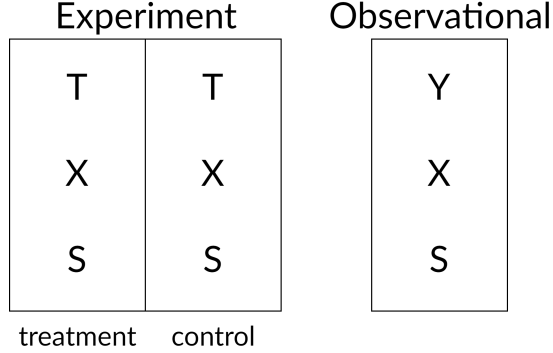 Experiment Observational
T T Y
X X X
S S S
treatment control